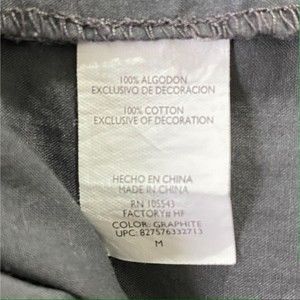 100% ALGODON
EXCLUSIVO DE DECORACION
100% COTTON
EXCLUSIVE OF DECORATION
HECHO EN CHINA
MADE IN CHINA
RN 105543
FACTORY# HF
COLOR: GRAPHITE
UPC: 827576332713
M